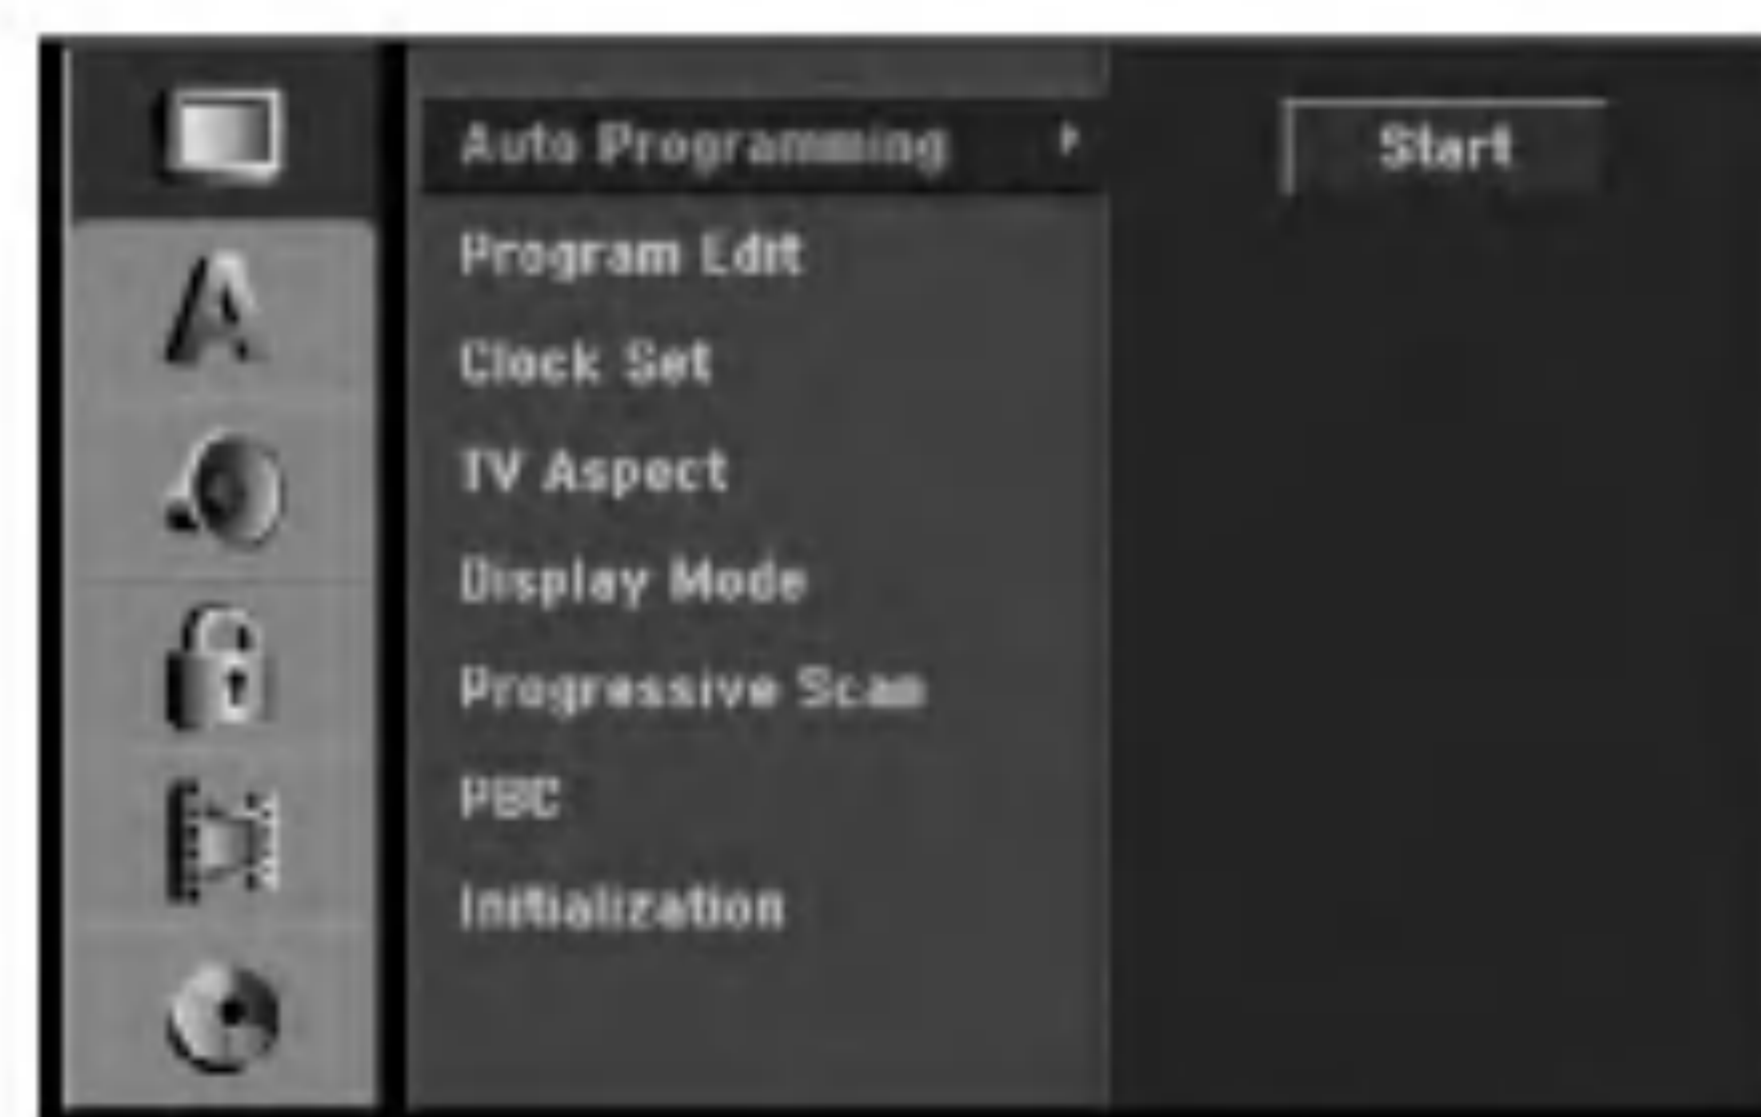 Auto Programming
Start
Program Edit
Clock Set
TV Aspect
Display Mode
Progressive Scan
PBC
Initialization